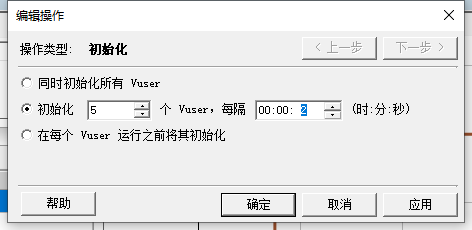 编辑操作
操作类型: 初始化 < 上一步 下一步 >
同时初始化所有 Vuser
初始化 5 个 Vuser，每隔 00:00: 2 (时:分:秒)
在每个 Vuser 运行之前将其初始化
帮助 确定 取消 应用